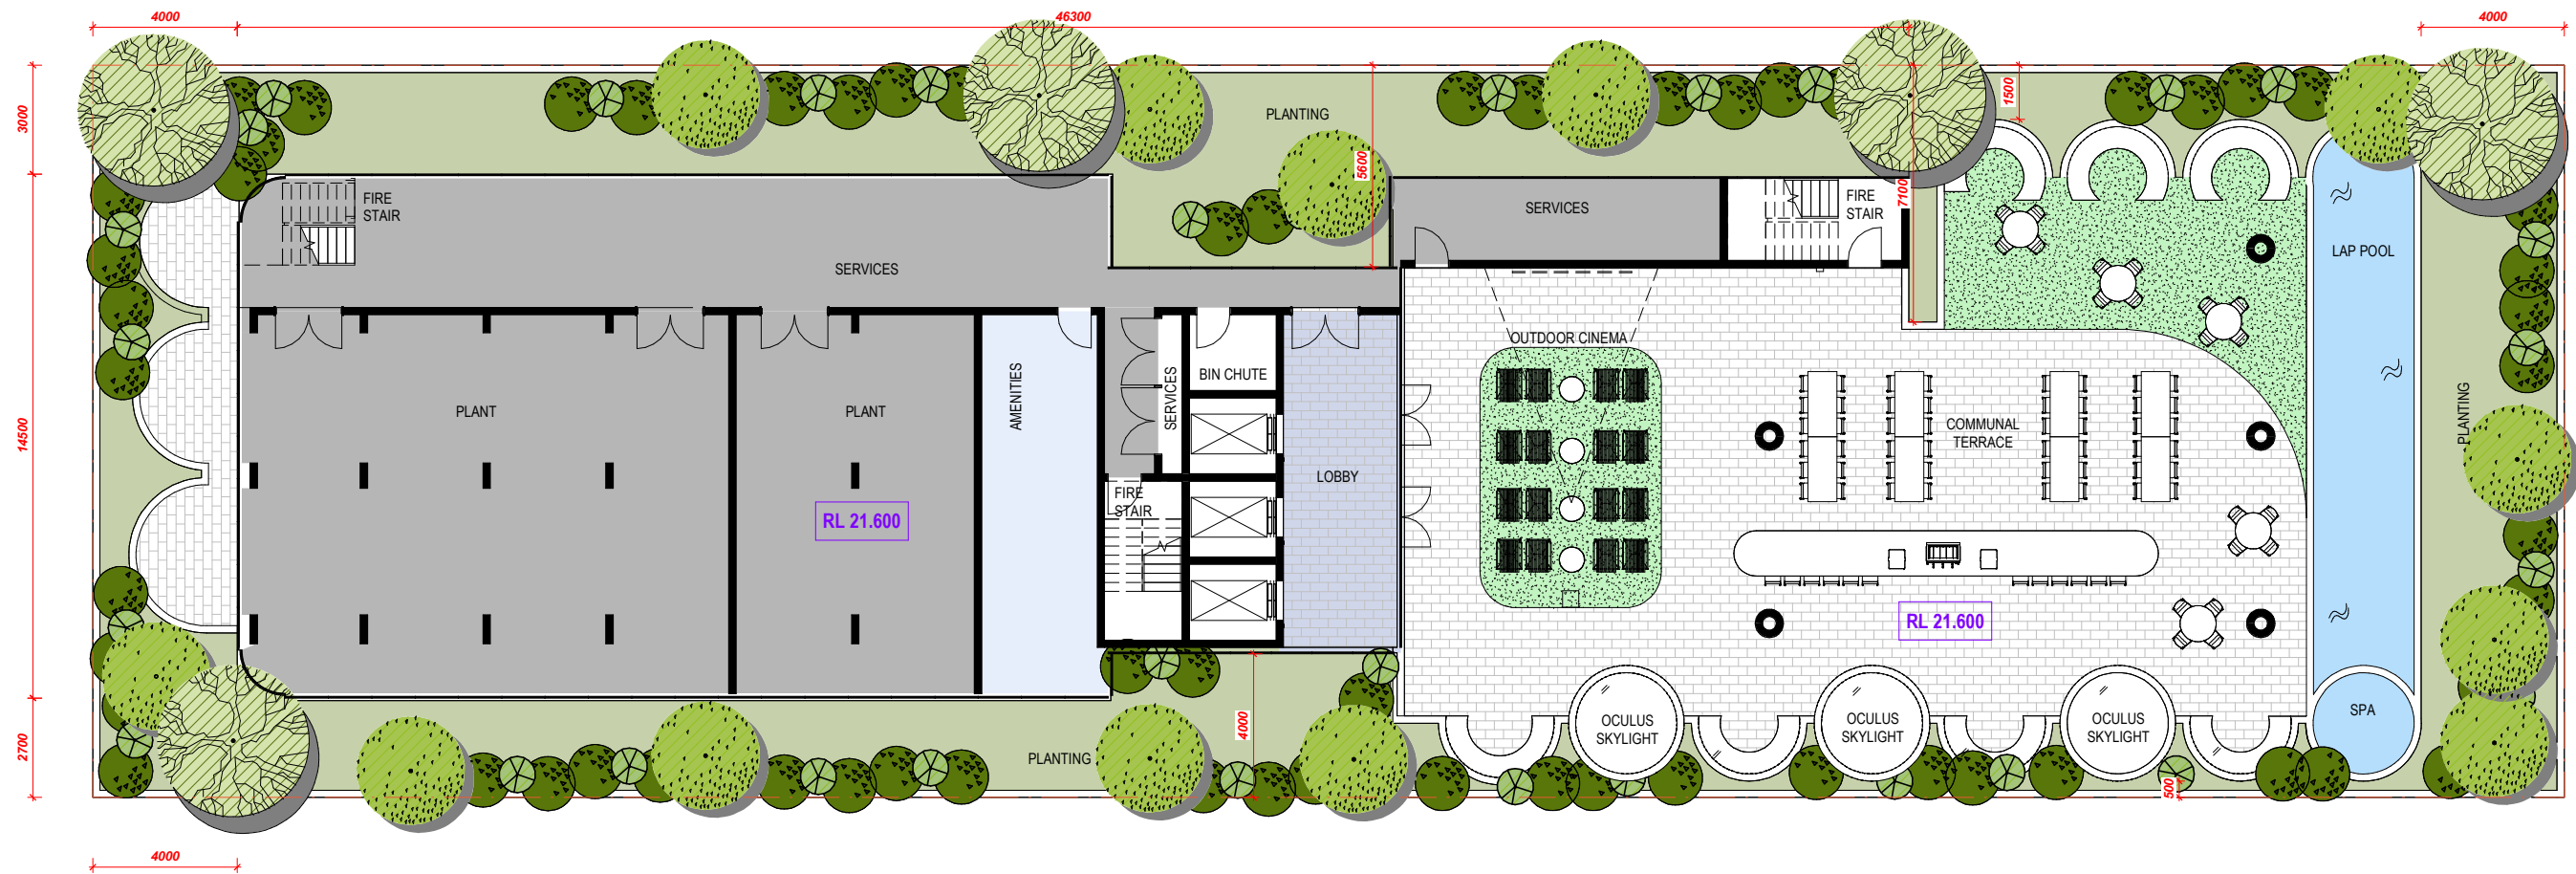 4000
46300
4000
3000
1500
PLANTING
5600
7100
FIRE
STAIR
SERVICES
FIRE
STAIR
SERVICES
LAP POOL
OUTDOOR CINEMA
BIN CHUTE
AMENITIES
SERVICES
PLANT
PLANT
14500
COMMUNAL
TERRACE
PLANTING
LOBBY
FIRE
STAIR
RL 21.600
RL 21.600
SPA
OCULUS
SKYLIGHT
OCULUS
SKYLIGHT
OCULUS
SKYLIGHT
4000
2700
PLANTING
500
4000